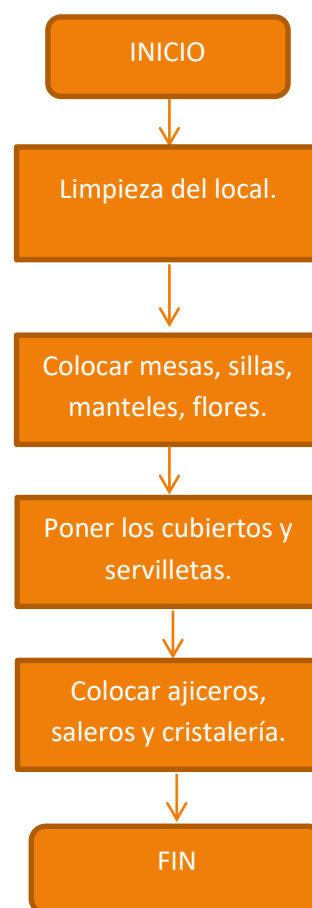 INICIO
Limpieza del local.
Colocar mesas, sillas,
manteles, flores.
Poner los cubiertos y
servilletas.
Colocar ajiceros,
saleros y cristalería.
FIN